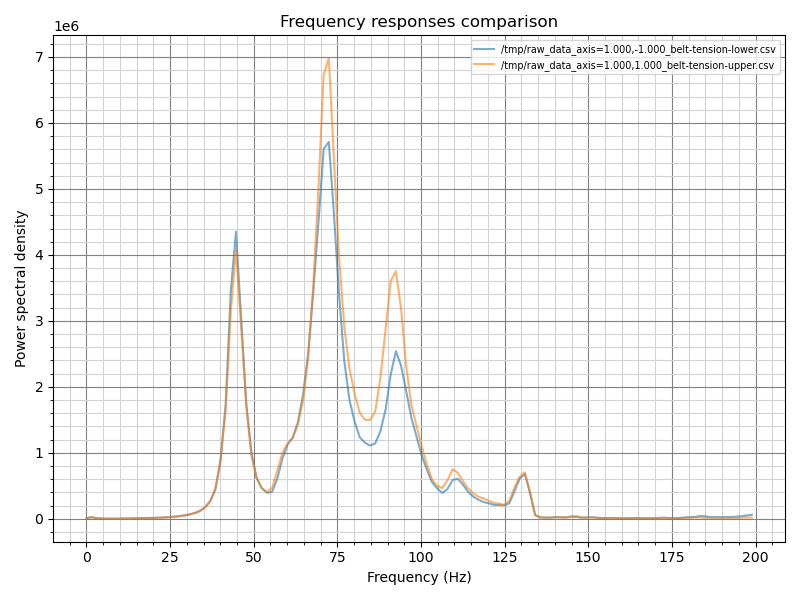 Frequency responses comparison
1e6
/tmp/raw_data_axis=1.000,-1.000_belt-tension-lower.csv
/tmp/raw_data_axis=1.000,1.000_belt-tension-upper.csv
7
6
5
4
3
2
1
0
Power spectral density
0 25 50 75 100 125 150 175 200
Frequency (Hz)